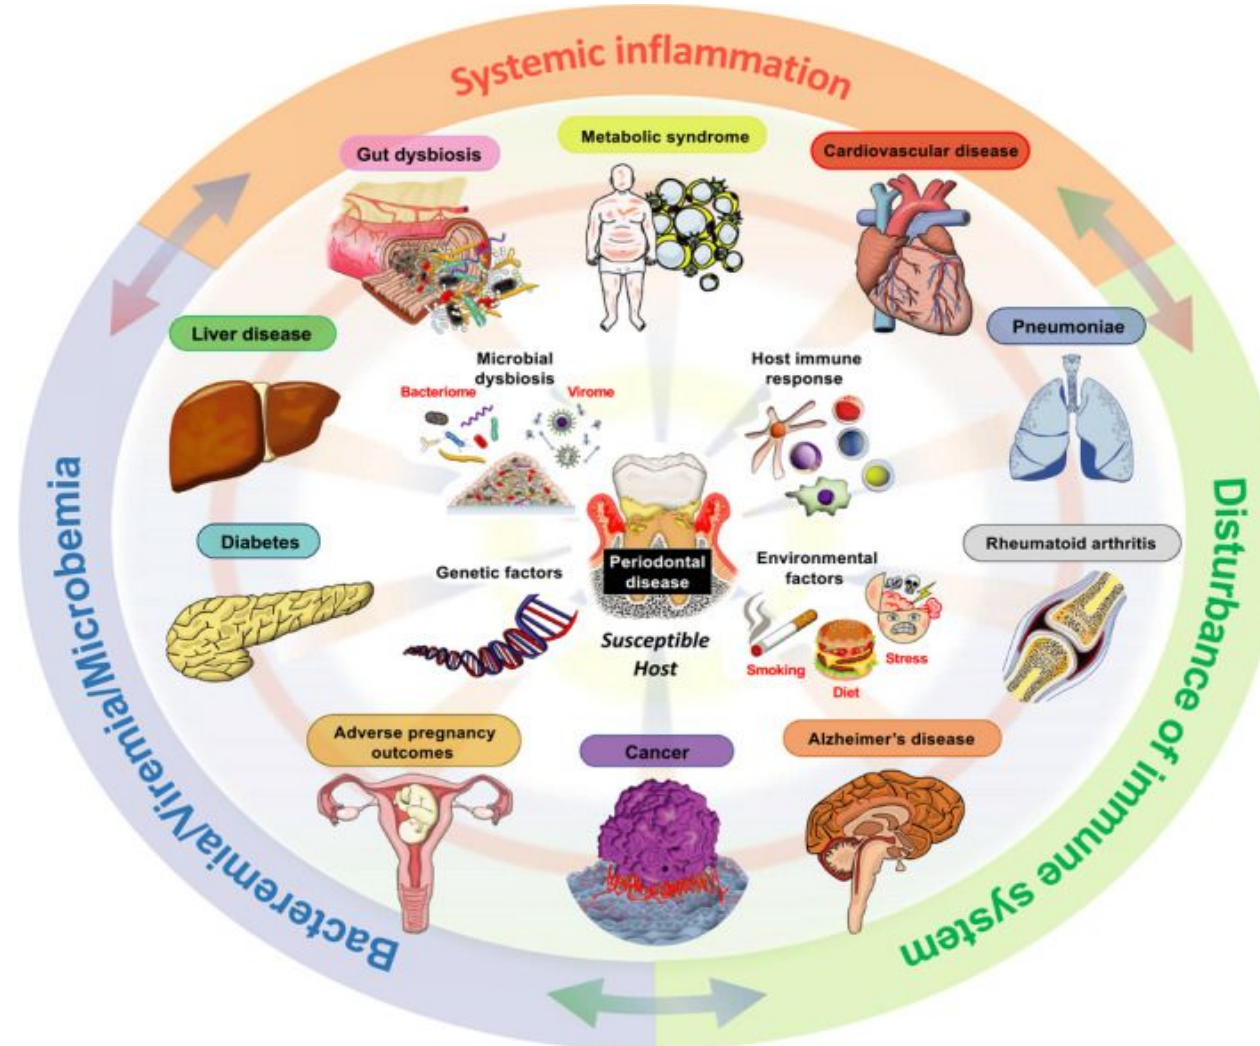 Systemic inflammation
Gut dysbiosis
Metabolic syndrome
Cardiovascular disease
Liver disease
Pneumoniae
Microbial
dysbiosis
Bacteriome
Virome
Host immune
response
Diabetes
Rheumatoid arthritis
Genetic factors
Periodontal
disease
Environmental
factors
Susceptible
Host
Smoking
Diet
Stress
Adverse pregnancy
outcomes
Cancer
Alzheimer's disease
Bacteremia/Viremia/Microbemia
Disturbance of immune system